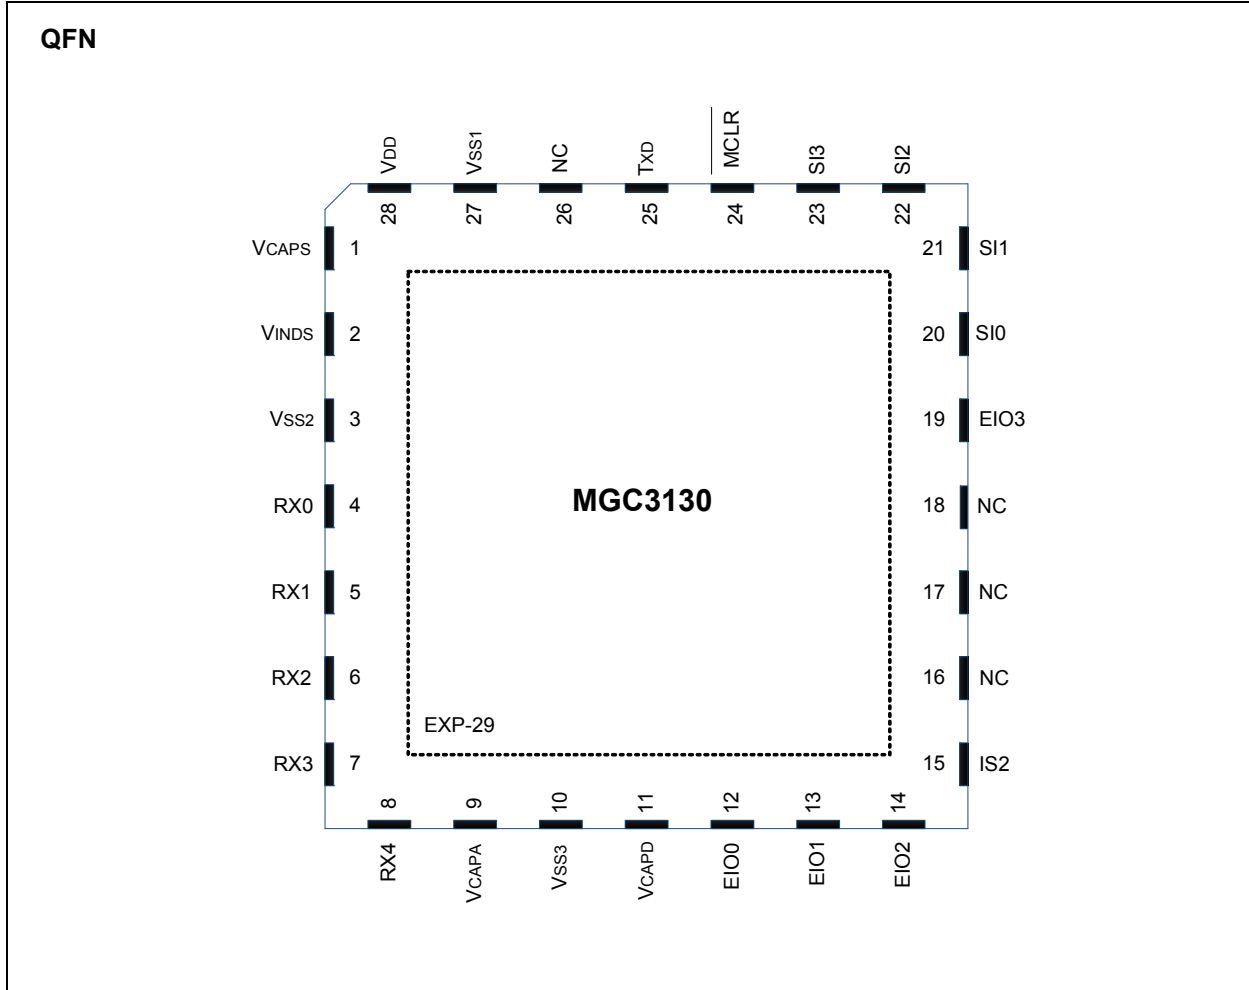 QFN
VDD
VSS1
NC
TXD
MCLR
SI3
SI2
28
27
26
25
24
23
22
VCAPS 1
21 SI1
VINDS 2
20 SI0
VSS2 3
19 EIO3
RX0 4
MGC3130
18 NC
RX1 5
17 NC
RX2 6
16 NC
EXP-29
RX3 7
15 IS2
8
9
10
11
12
13
14
RX4
VCAPA
VSS3
VCAPD
EIO0
EIO1
EIO2